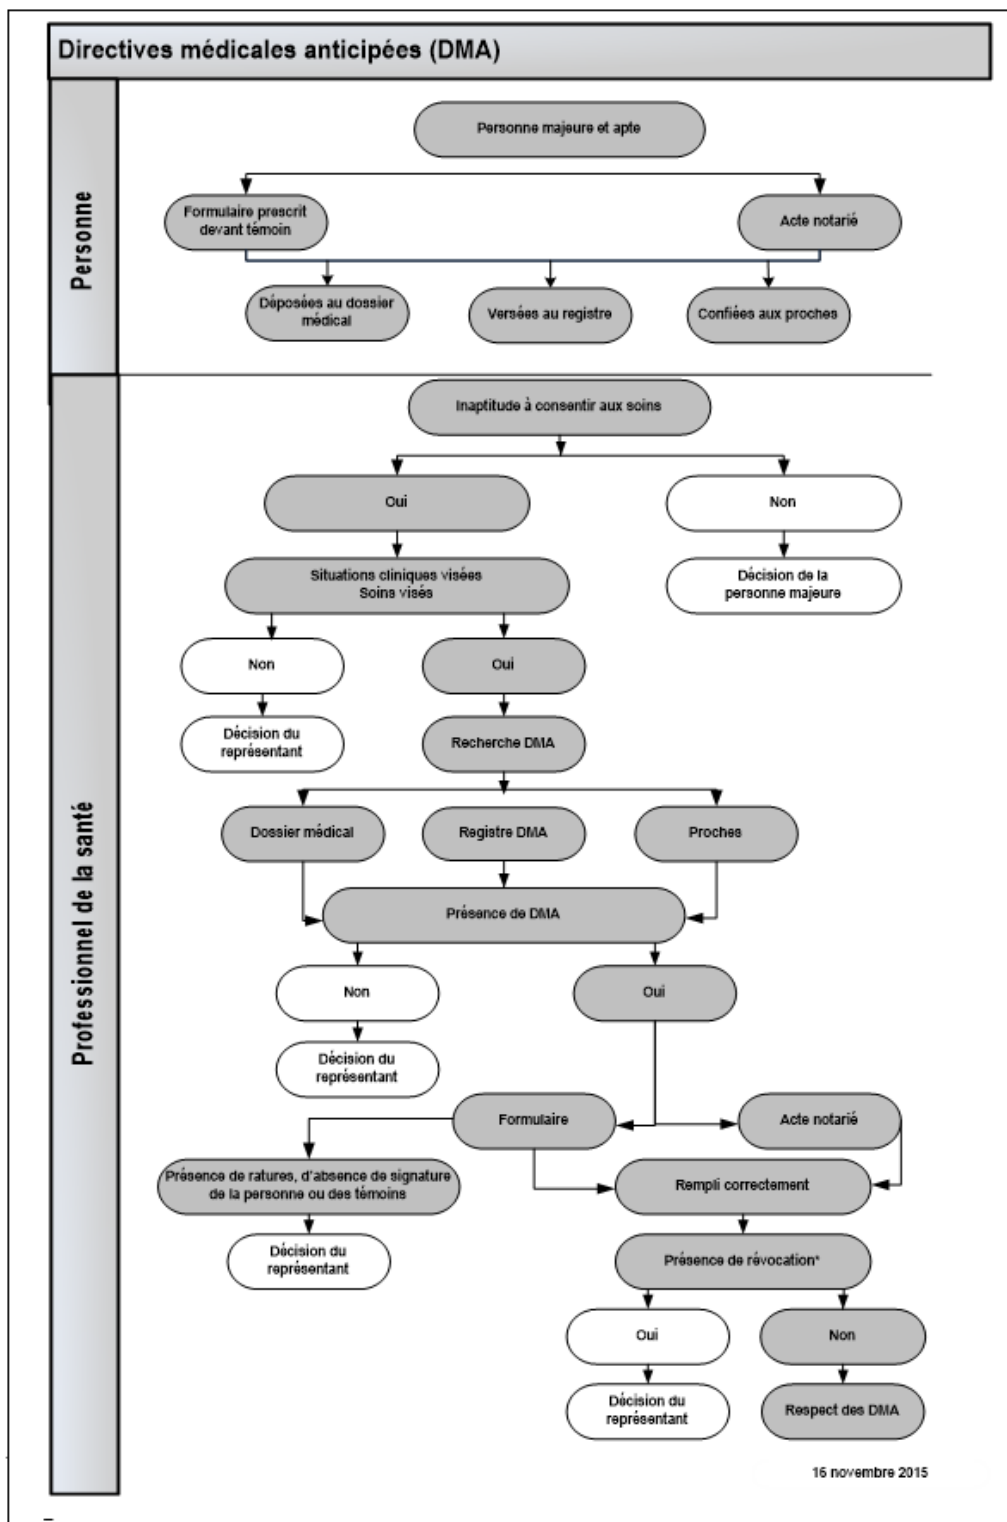 Directives médicales anticipées (DMA)
Personne
Personne majeure et apte
Formulaire prescrit
devant témoin
Acte notarié
Déposées au dossier
médical
Versées au registre
Confiées aux proches
Professionnel de la santé
Inaptitude à consentir aux soins
Oui
Non
Situations cliniques visées
Soins visés
Décision de la
personne majeure
Non
Oui
Décision du
représentant
Recherche DMA
Dossier médical
Registre DMA
Proches
Présence de DMA
Non
Oui
Décision du
représentant
Formulaire
Acte notarié
Présence de ratures, d'absence de signature
de la personne ou des témoins
Rempli correctement
Décision du
représentant
Présence de révocation*
Oui
Non
Décision du
représentant
Respect des DMA
16 novembre 2015